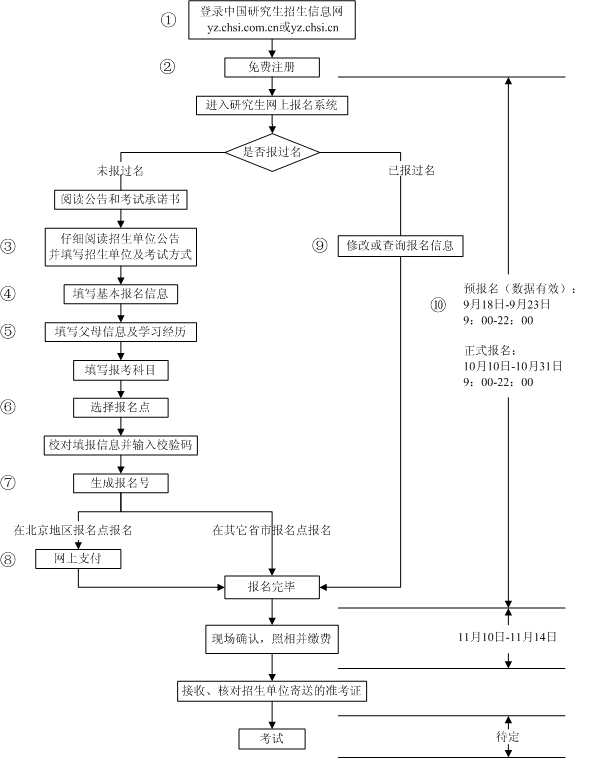 ① 登录中国研究生招生信息网
yz.chsi.com.cn或yz.chsi.cn
② 免费注册
进入研究生网上报名系统
是否报过名
未报过名
已报过名
阅读公告和考试承诺书
③ 仔细阅读招生单位公告
并填写招生单位及考试方式
④ 填写基本报名信息
⑤ 填写父母信息及学习经历
填写报考科目
⑥ 选择报名点
校对填报信息并输入校验码
⑦ 生成报名号
在北京地区报名点报名
在其它省市报名点报名
⑧ 网上支付
⑨ 修改或查询报名信息
报名完毕
⑩ 预报名（数据有效）：
9月18日-9月23日
9：00-22：00
正式报名：
10月10日-10月31日
9：00-22：00
现场确认，照相并缴费
11月10日-11月14日
接收、核对招生单位寄送的准考证
考试
待定